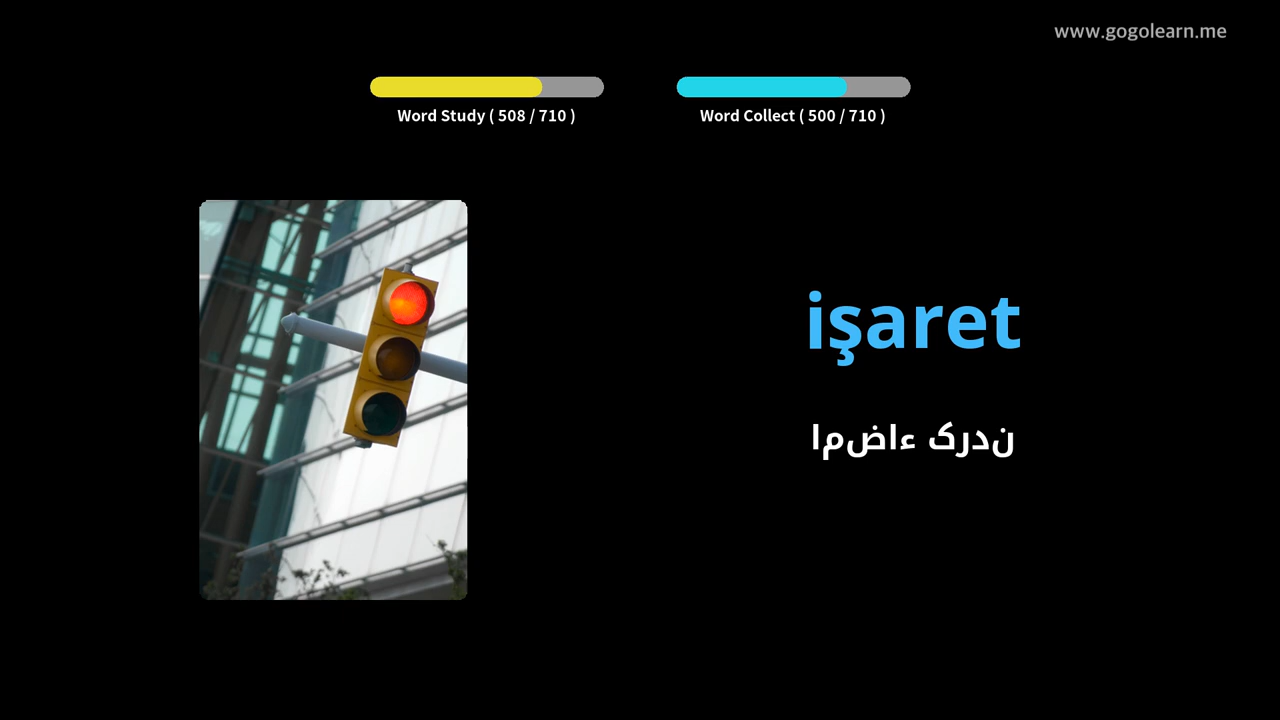 www.gogolearn.me
Word Study ( 508 / 710 )
Word Collect ( 500 / 710 )
işaret
امضاء کردن